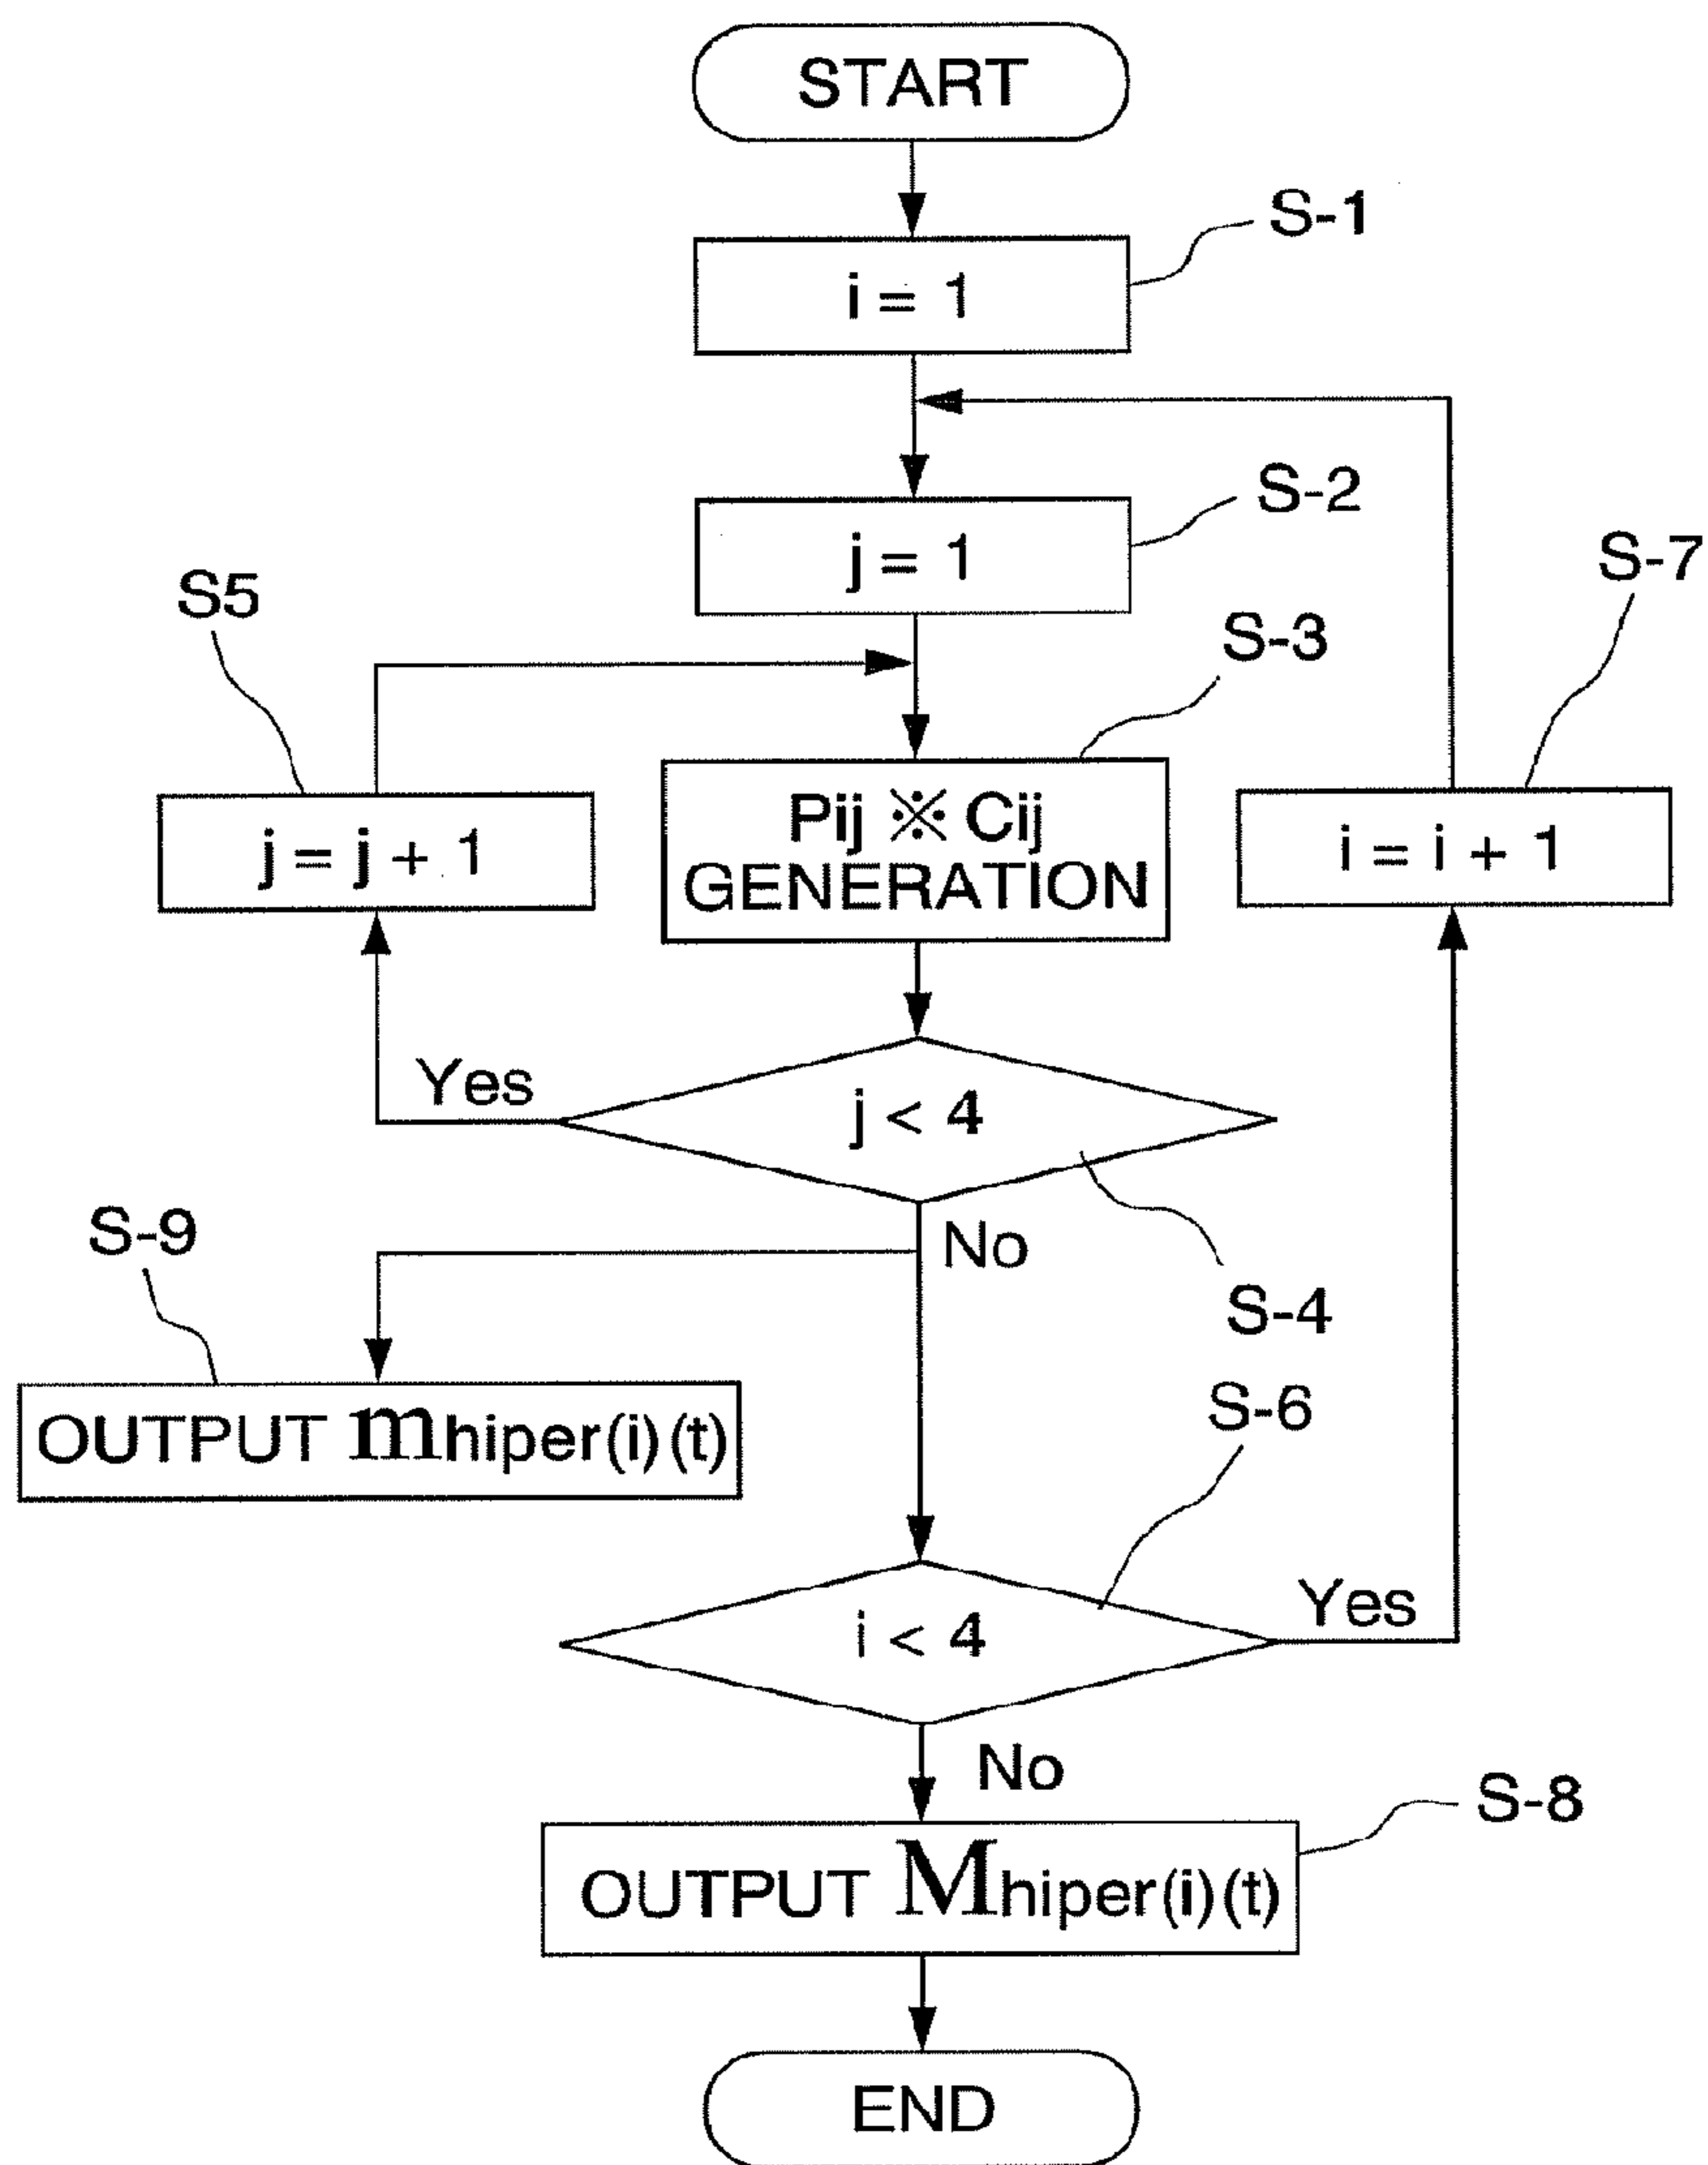 START
S-1
i = 1
S-2
j = 1
S-7
S5
S-3
Pij ※ Cij
GENERATION
j = j + 1
i = i + 1
Yes
j < 4
No
S-9
S-4
OUTPUT mhiper(i)(t)
S-6
i < 4
Yes
No
S-8
OUTPUT Mhiper(i)(t)
END